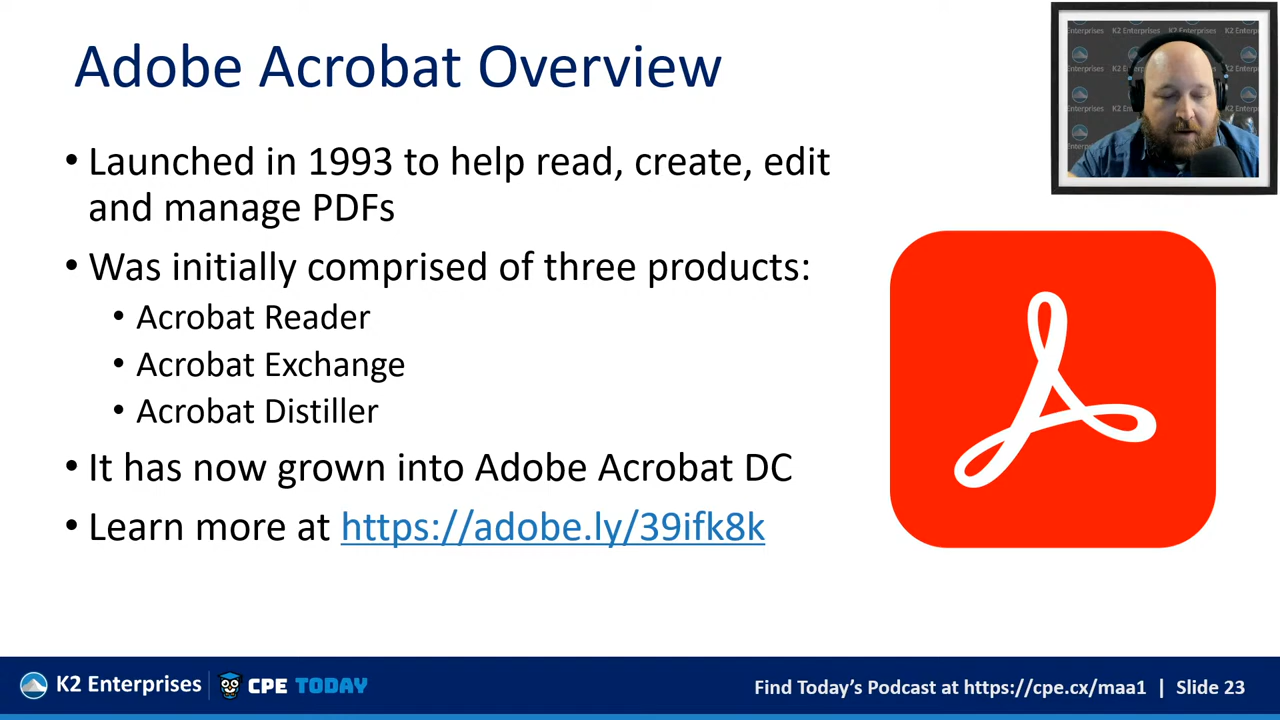 Adobe Acrobat Overview
• Launched in 1993 to help read, create, edit
and manage PDFs
• Was initially comprised of three products:
• Acrobat Reader
• Acrobat Exchange
• Acrobat Distiller
• It has now grown into Adobe Acrobat DC
• Learn more at https://adobe.ly/39ifk8k
K2 Enterprises
CPE TODAY
Find Today's Podcast at https://cpe.cx/maa1 | Slide 23